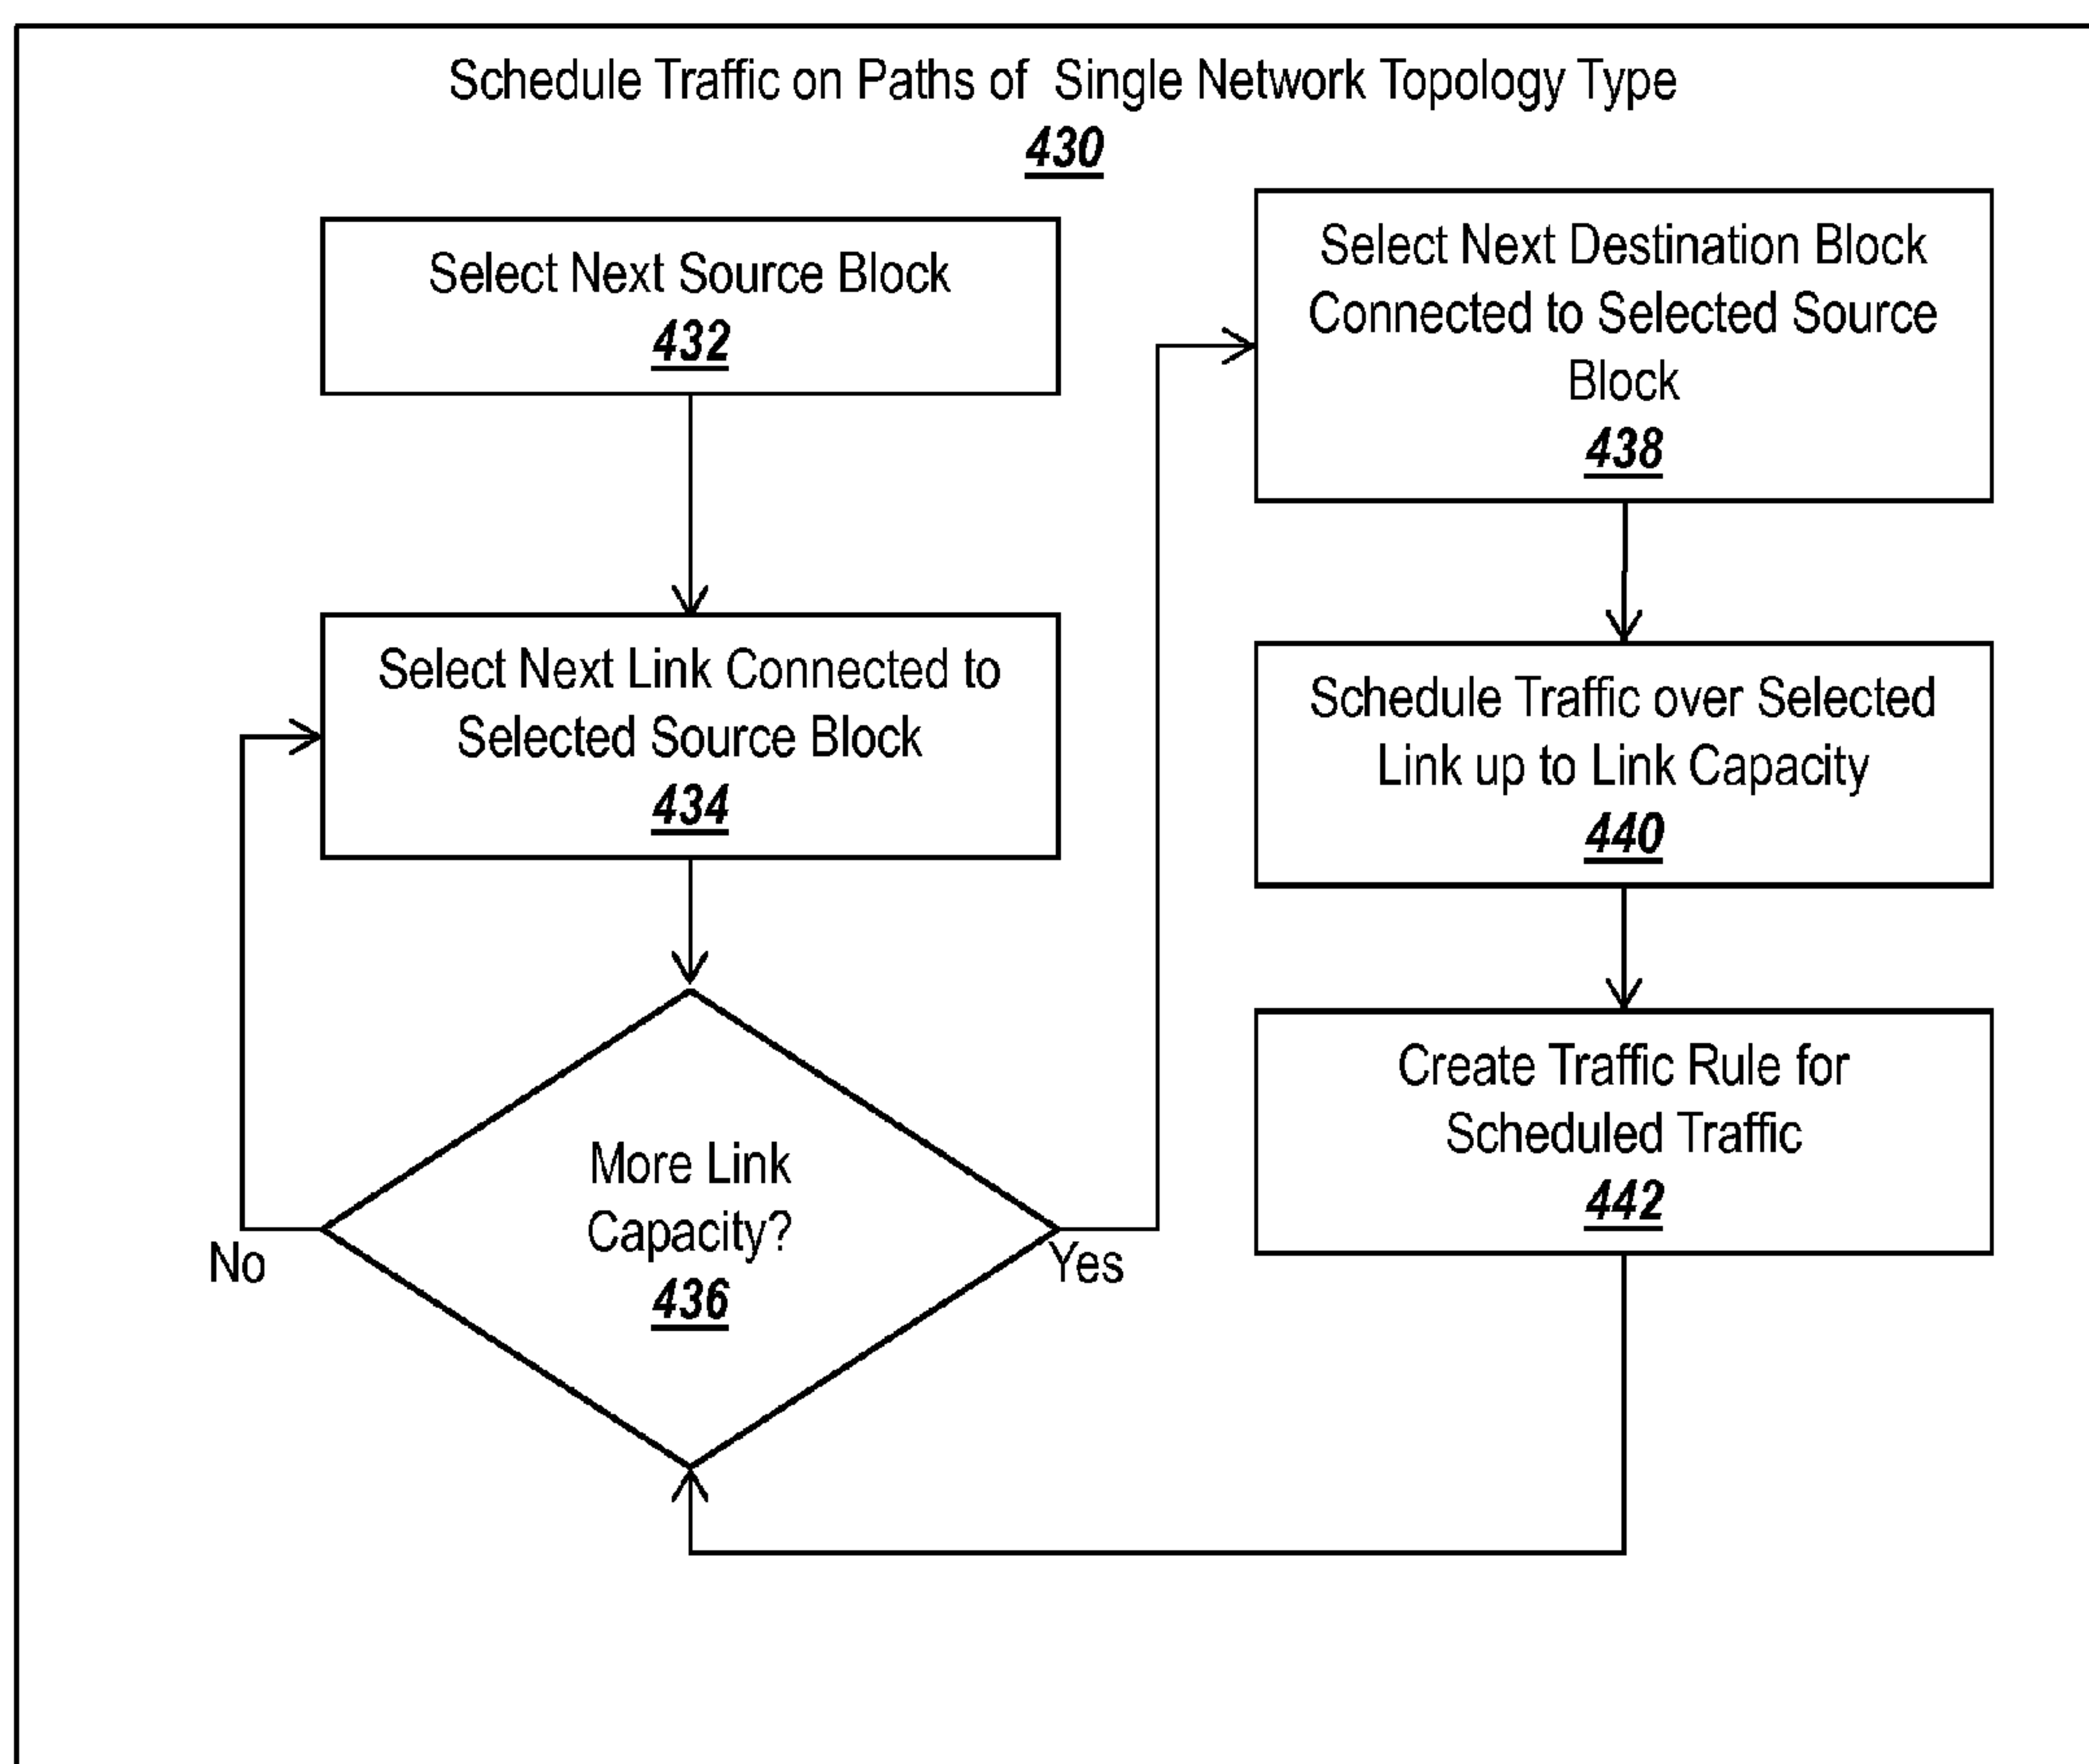 Schedule Traffic on Paths of Single Network Topology Type
430
Select Next Source Block
432
Select Next Link Connected to
Selected Source Block
434
More Link
Capacity?
436
No
Yes
Select Next Destination Block
Connected to Selected Source
Block
438
Schedule Traffic over Selected
Link up to Link Capacity
440
Create Traffic Rule for
Scheduled Traffic
442